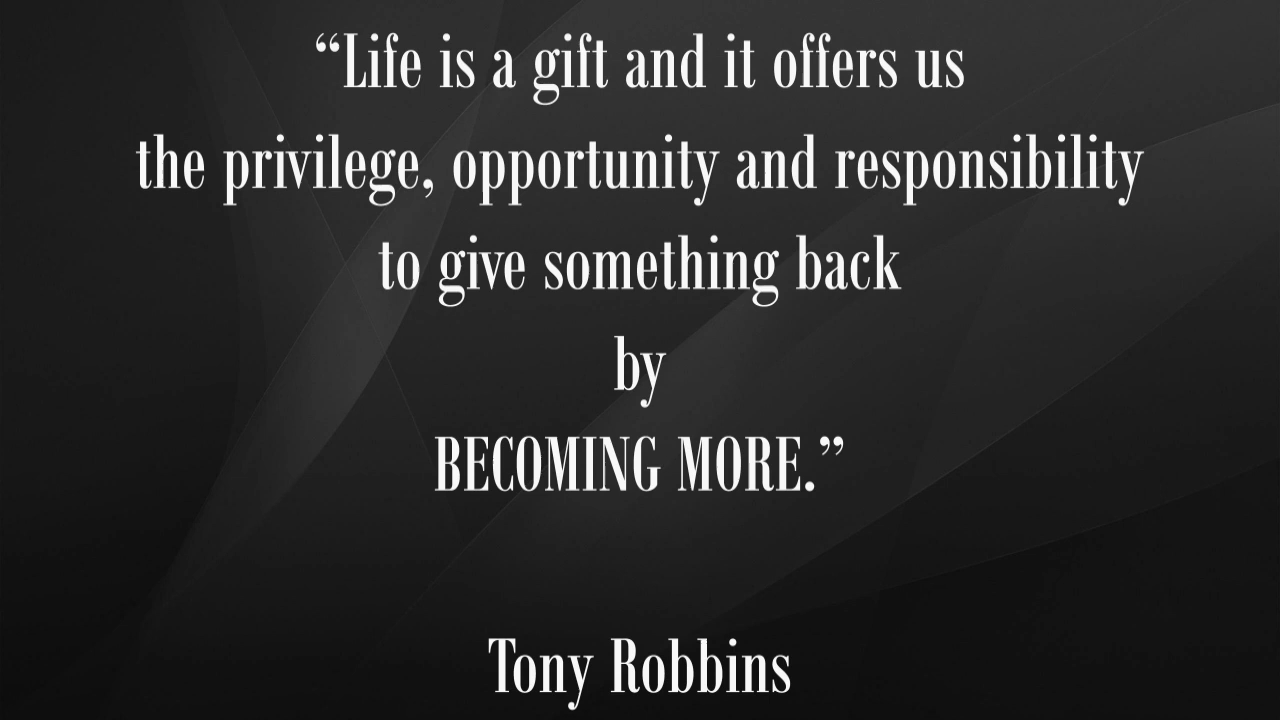 “Life is a gift and it offers us
the privilege, opportunity and responsibility
to give something back
by
BECOMING MORE.”
Tony Robbins